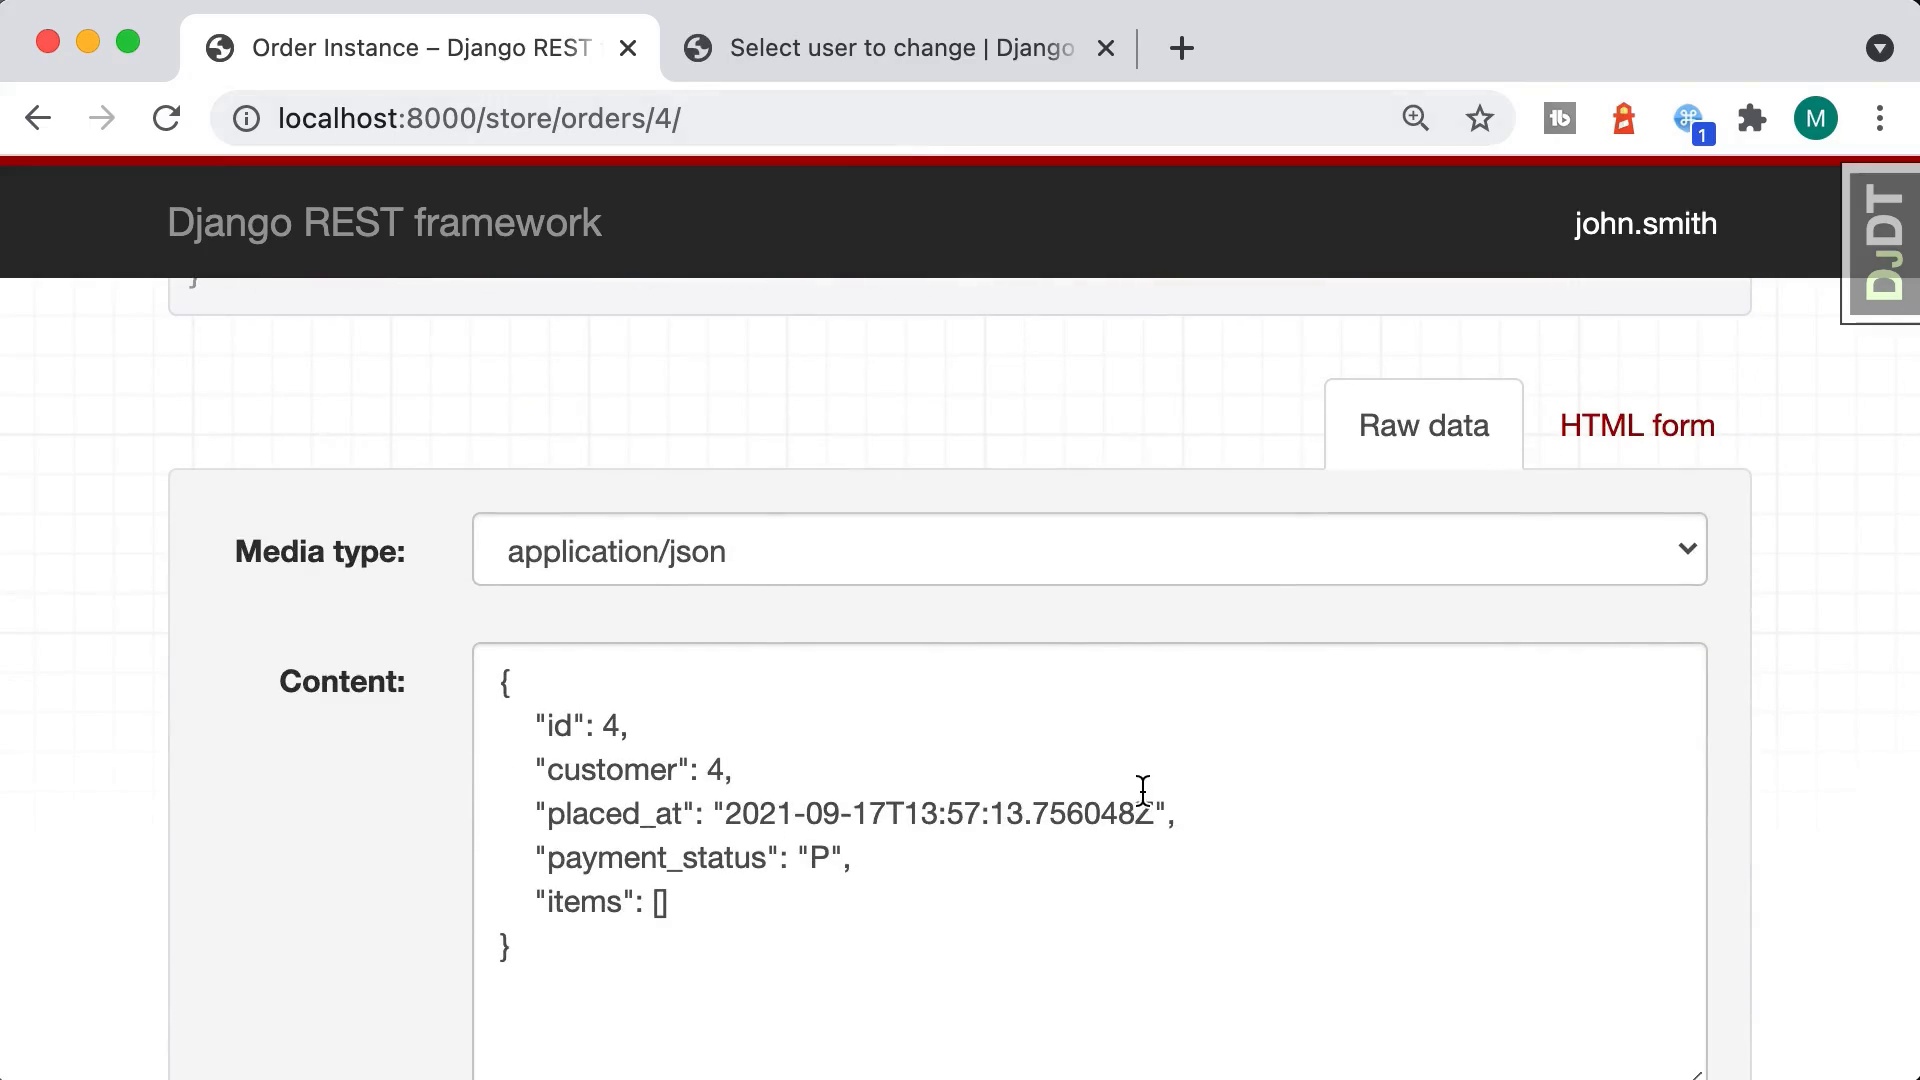 Order Instance – Django REST
Select user to change | Django
localhost:8000/store/orders/4/
1
M
Django REST framework
john.smith
DJDT
}
Raw data
HTML form
Media type:
application/json
Content:
{
"id": 4,
"customer": 4,
"placed_at": "2021-09-17T13:57:13.756048Z",
"payment_status": "P",
"items": []
}